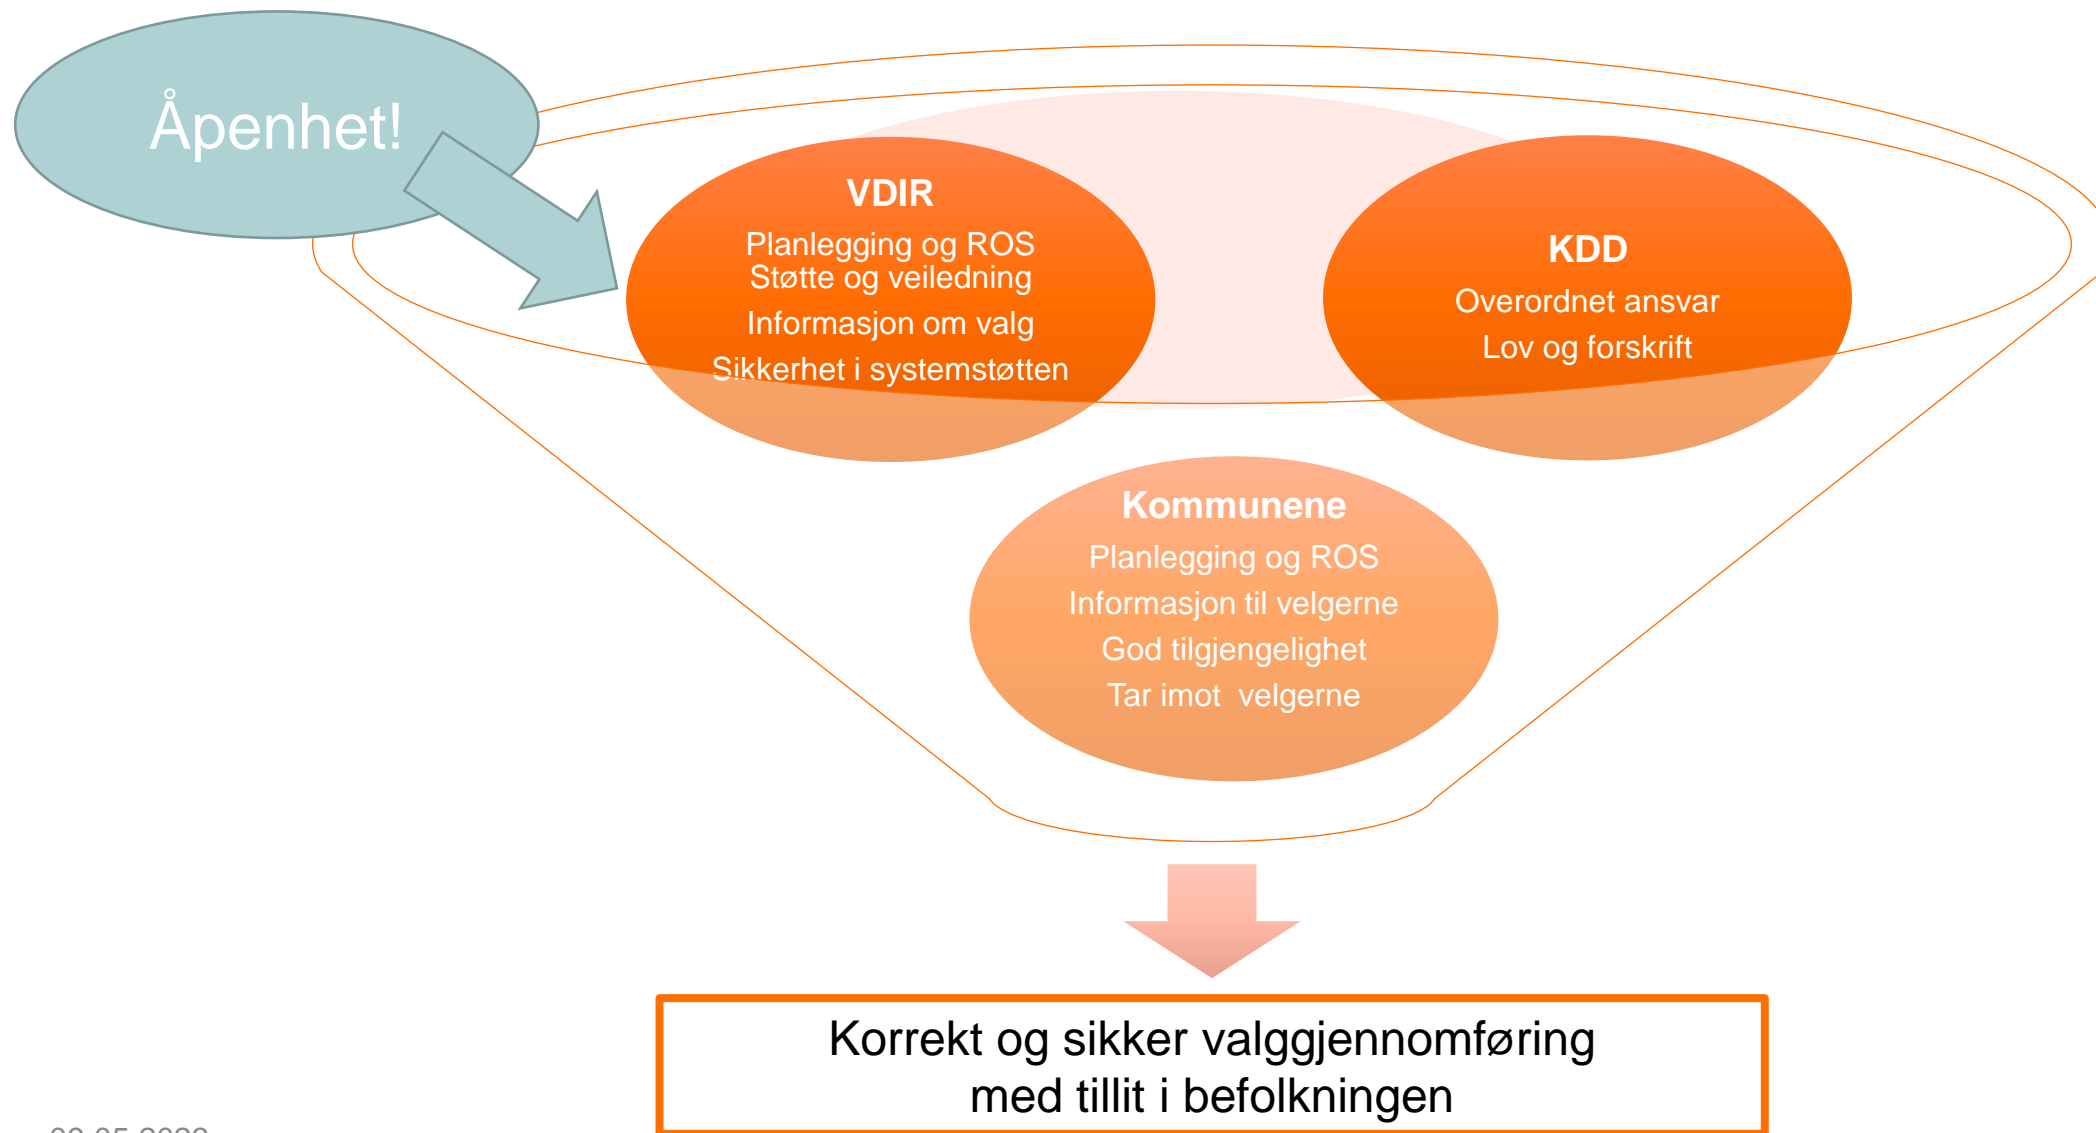 Åpenhet!
VDIR
Planlegging og ROS
Støtte og veiledning
Informasjon om valg
Sikkerhet i systemstøtten
KDD
Overordnet ansvar
Lov og forskrift
Kommunene
Planlegging og ROS
Informasjon til velgerne
God tilgjengelighet
Tar imot  velgerne
Korrekt og sikker valggjennomføring
med tillit i befolkningen